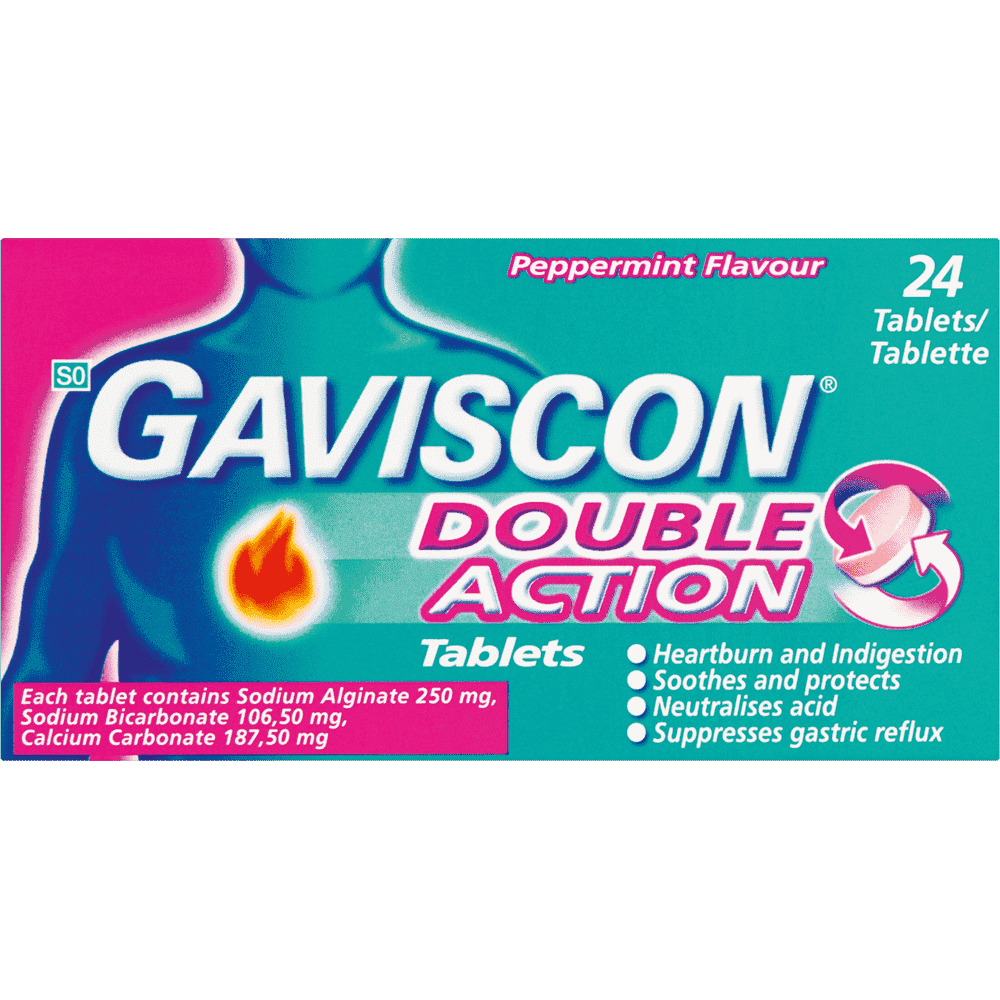 Peppermint Flavour
24
Tablets/
Tablette
S0
GAVISCON®
DOUBLE
ACTION
Tablets
Heartburn and Indigestion
Soothes and protects
Neutralises acid
Suppresses gastric reflux
Each tablet contains Sodium Alginate 250 mg,
Sodium Bicarbonate 106,50 mg,
Calcium Carbonate 187,50 mg